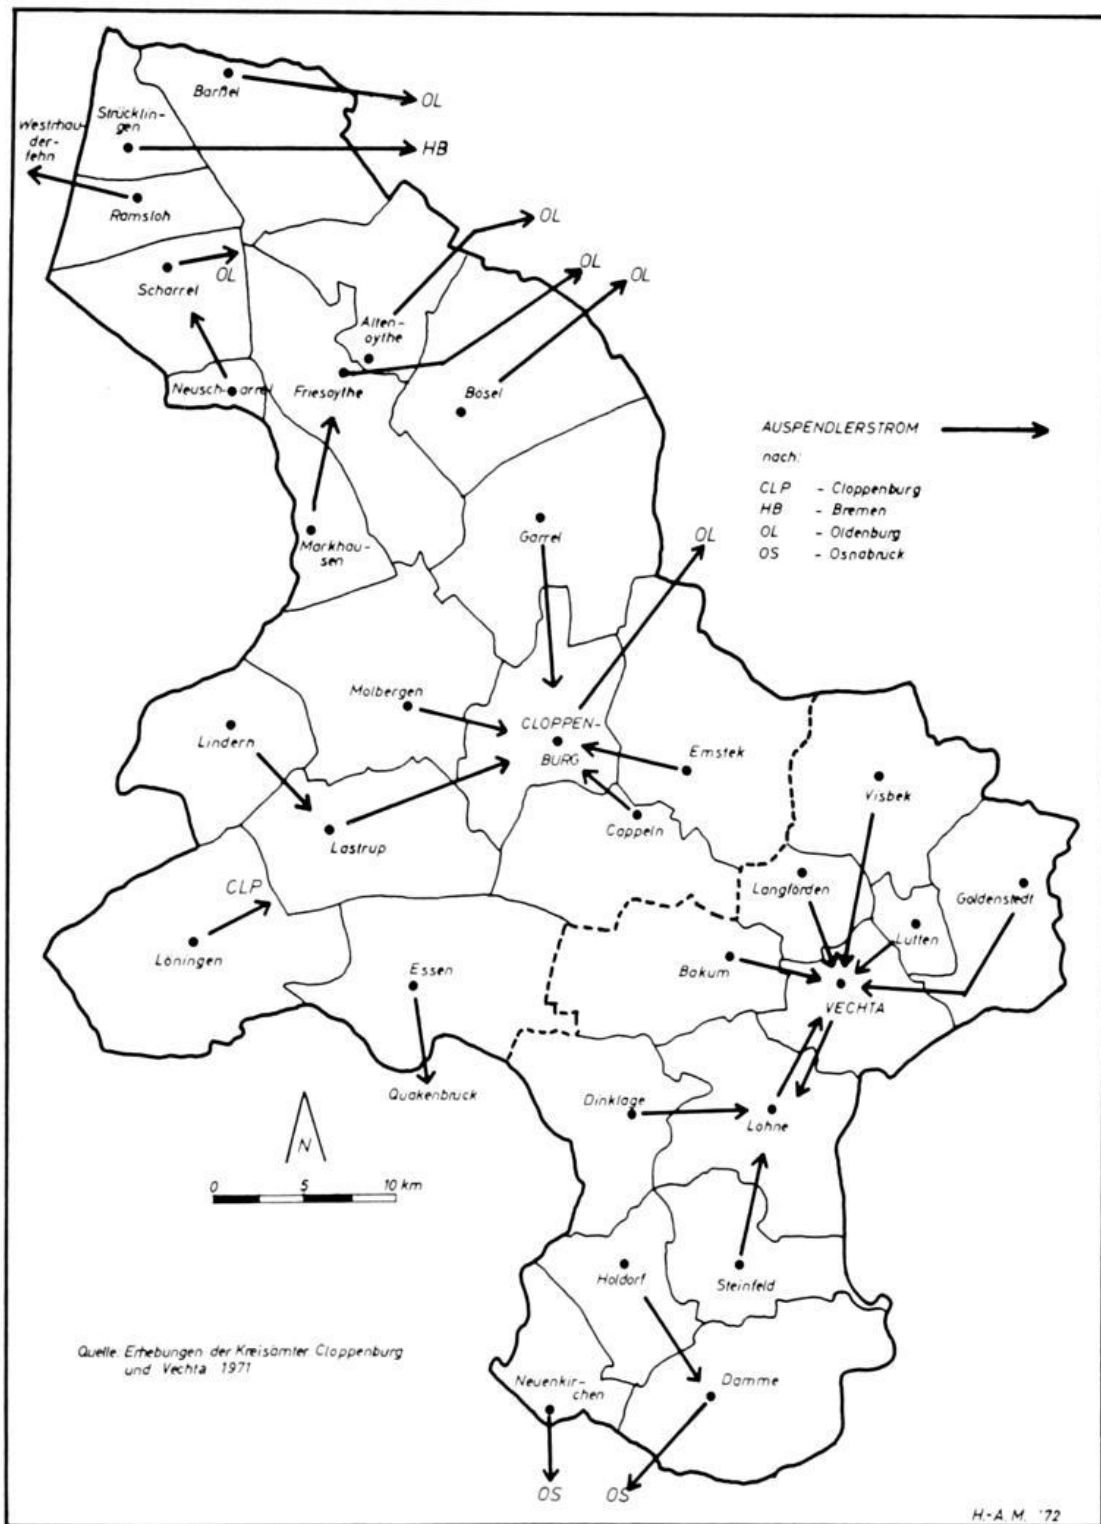 Barßel
OL
Strücklin-
gen
HB
Westrhau-
der-
fehn
Ramsloh
OL
Scharrel
OL
OL
OL
Alten-
oythe
Neuscharrel
Friesoythe
Bösel
AUSPENDLERSTROM
nach:
CLP - Cloppenburg
HB - Bremen
OL - Oldenburg
OS - Osnabruck
Markhau-
sen
Garrel
OL
Molbergen
CLOPPEN-
BURG
Lindern
Emstek
Visbek
Cappeln
Lastrup
CLP
Langförden
Goldenstedt
Lutten
Löningen
Essen
Bakum
VECHTA
Quakenbruck
Dinklage
Lohne
N
0 5 10 km
Holdorf
Steinfeld
Quelle: Erhebungen der Kreisämter Cloppenburg
und Vechta 1971
Neuenkir-
chen
Damme
OS
OS
H.-A. M. '72